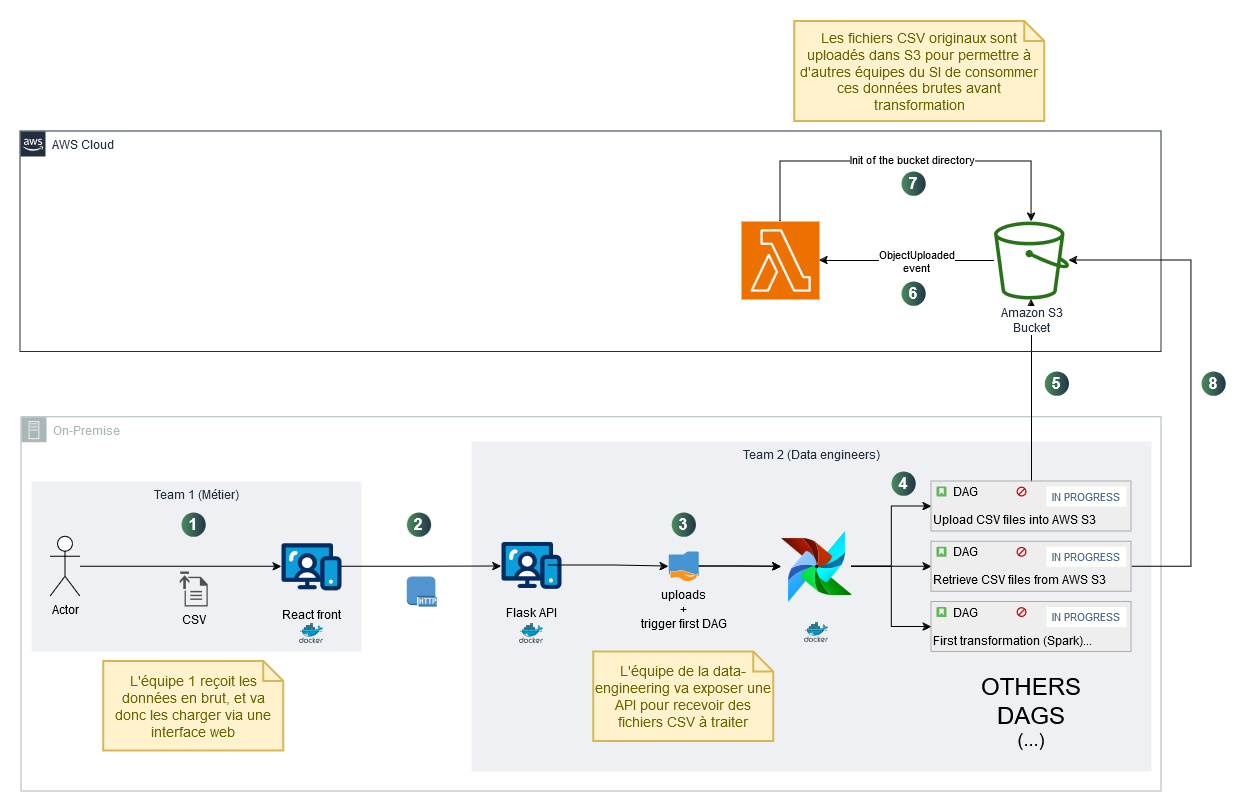 Les fichiers CSV originaux sont
uploadés dans S3 pour permettre à
d'autres équipes du SI de consommer
ces données brutes avant
transformation
aws
AWS Cloud
Init of the bucket directory
7
ObjectUploaded
event
6
Amazon S3
Bucket
5
8
On-Premise
Team 2 (Data engineers)
Team 1 (Métier)
1
2
3
4
DAG
IN PROGRESS
Upload CSV files into AWS S3
DAG
IN PROGRESS
Retrieve CSV files from AWS S3
DAG
IN PROGRESS
First transformation (Spark)...
Actor
CSV
React front
docker
HTTP
Flask API
docker
uploads
+
trigger first DAG
docker
L'équipe 1 reçoit les
données en brut, et va
donc les charger via une
interface web
L'équipe de la data-
engineering va exposer une
API pour recevoir des
fichiers CSV à traiter
OTHERS
DAGS
(...)